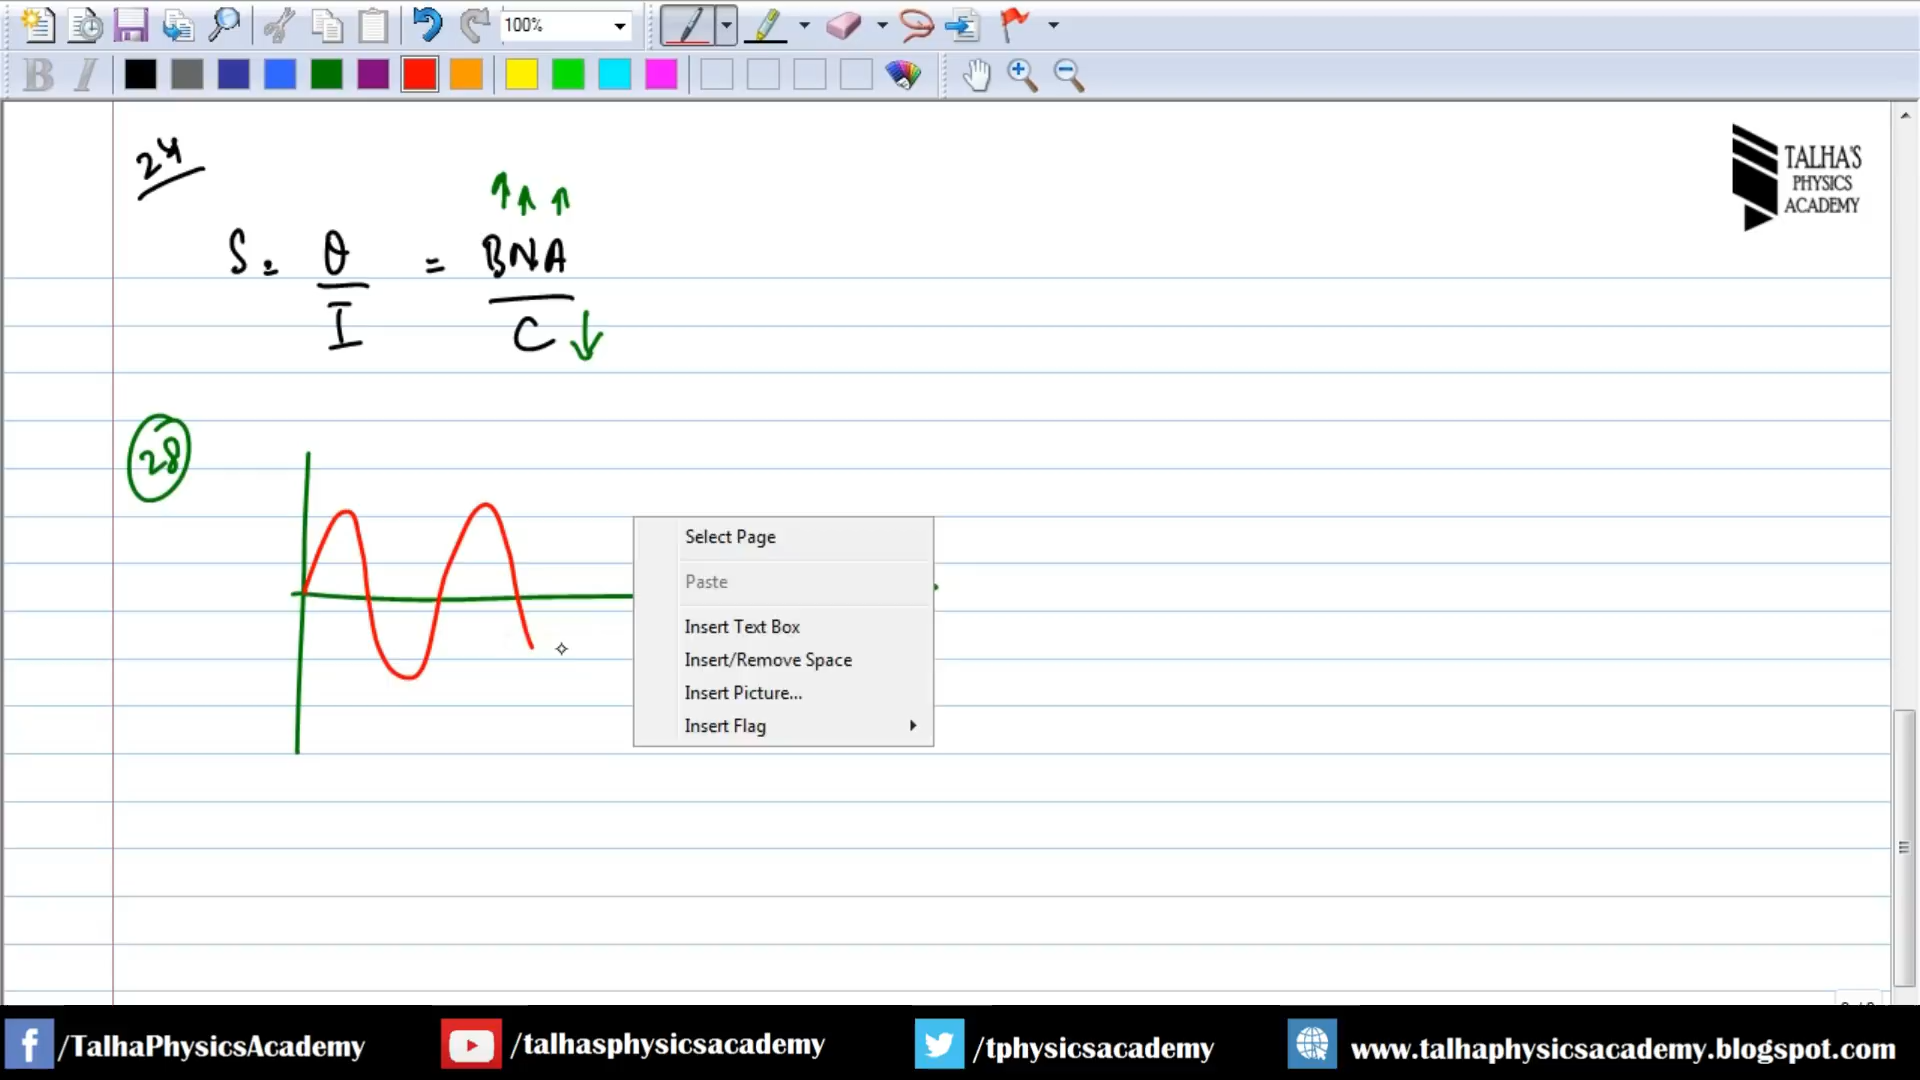 100%
B I
24
TALHA'S
PHYSICS
ACADEMY
S = θ/I = BNA/C
28
Select Page
Paste
Insert Text Box
Insert/Remove Space
Insert Picture...
Insert Flag
/TalhaPhysicsAcademy
/talhasphysicsacademy
/tphysicsacademy
www.talhaphysicsacademy.blogspot.com